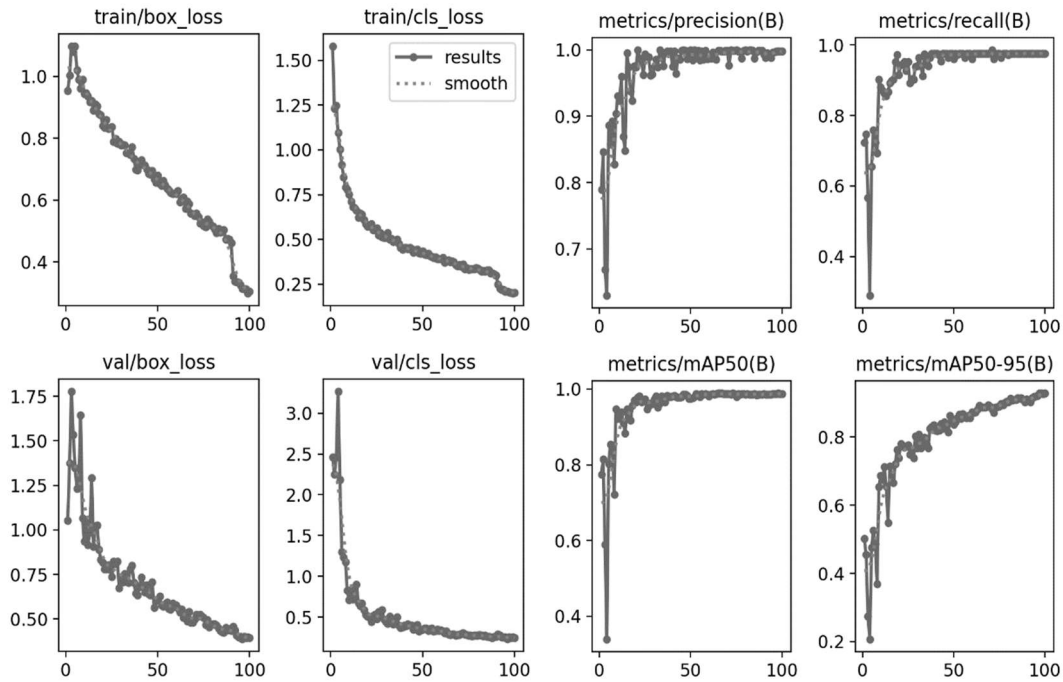 train/box_loss
1.0
0.8
0.6
0.4
0 50 100
train/cls_loss
results
smooth
1.50
1.25
1.00
0.75
0.50
0.25
0 50 100
metrics/precision(B)
1.0
0.9
0.8
0.7
0 50 100
metrics/recall(B)
1.0
0.8
0.6
0.4
0 50 100
val/box_loss
1.75
1.50
1.25
1.00
0.75
0.50
0 50 100
val/cls_loss
3.0
2.5
2.0
1.5
1.0
0.5
0 50 100
metrics/mAP50(B)
1.0
0.9
0.8
0.7
0.6
0.5
0.4
0 50 100
metrics/mAP50-95(B)
0.8
0.6
0.4
0.2
0 50 100